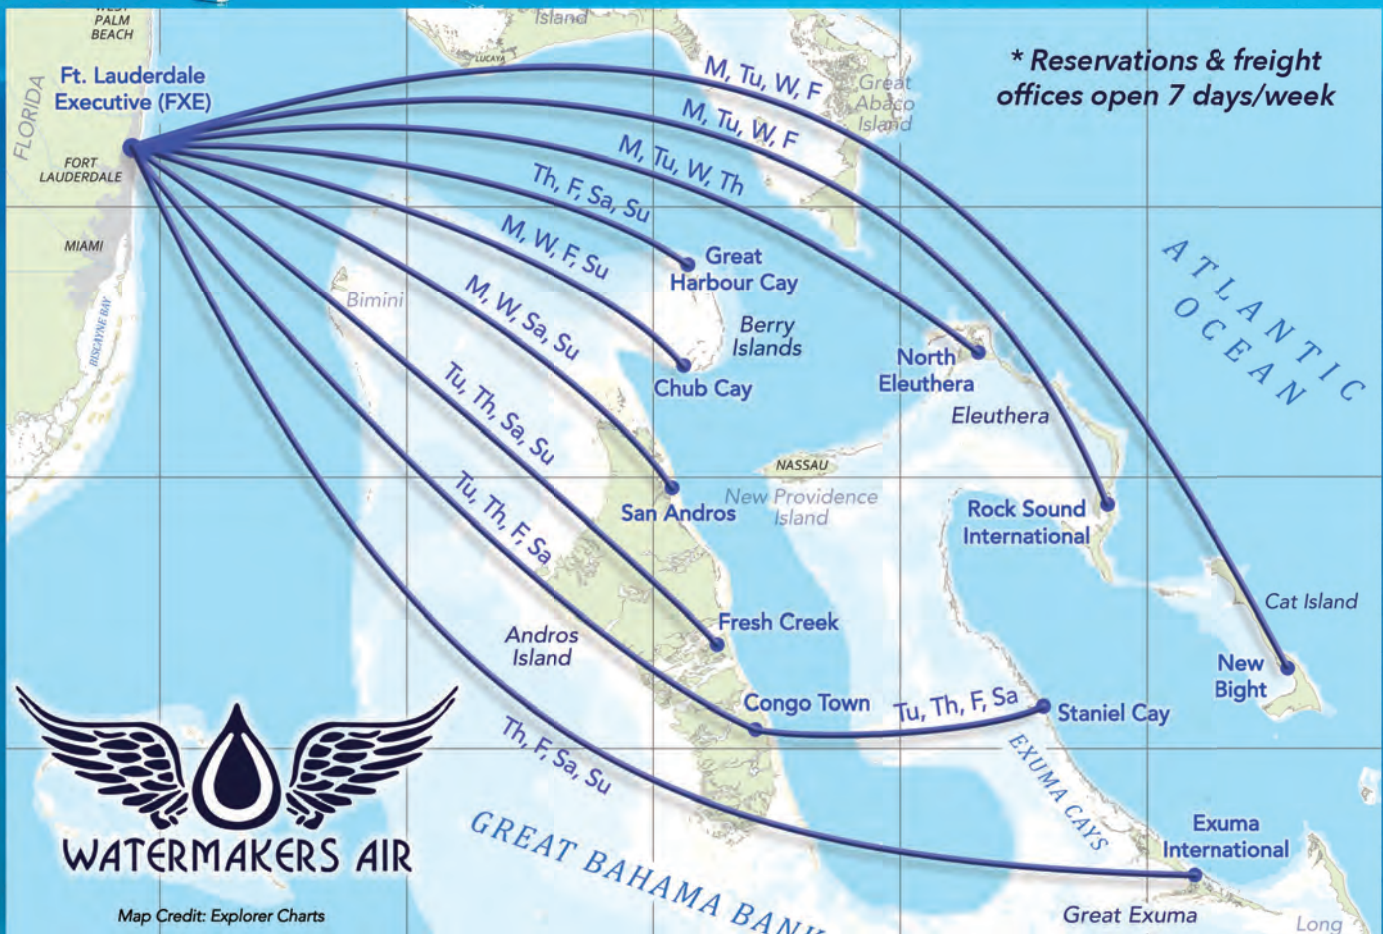 WEST
PALM
BEACH
Island
LUCAYA
Ft. Lauderdale
Executive (FXE)
FLORIDA
FORT
LAUDERDALE
MIAMI
BISCAYNE BAY
Bimini
M, Tu, W, F
M, Tu, W, F
M, Tu, W, Th
Th, F, Sa, Su
M, W, F, Su
M, W, Sa, Su
Tu, Th, Sa, Su
Tu, Th, F, Sa
Th, F, Sa, Su
Great
Abaco
Island
* Reservations & freight
offices open 7 days/week
ATLANTIC
OCEAN
Great
Harbour Cay
Berry
Islands
Chub Cay
North
Eleuthera
Eleuthera
NASSAU
New Providence
Island
San Andros
Rock Sound
International
Fresh Creek
Andros
Island
Cat Island
New
Bight
Congo Town
Tu, Th, F, Sa
Staniel Cay
EXUMA CAYS
Exuma
International
Great Exuma
Long
GREAT BAHAMA BANK
WATERMAKERS AIR
Map Credit: Explorer Charts